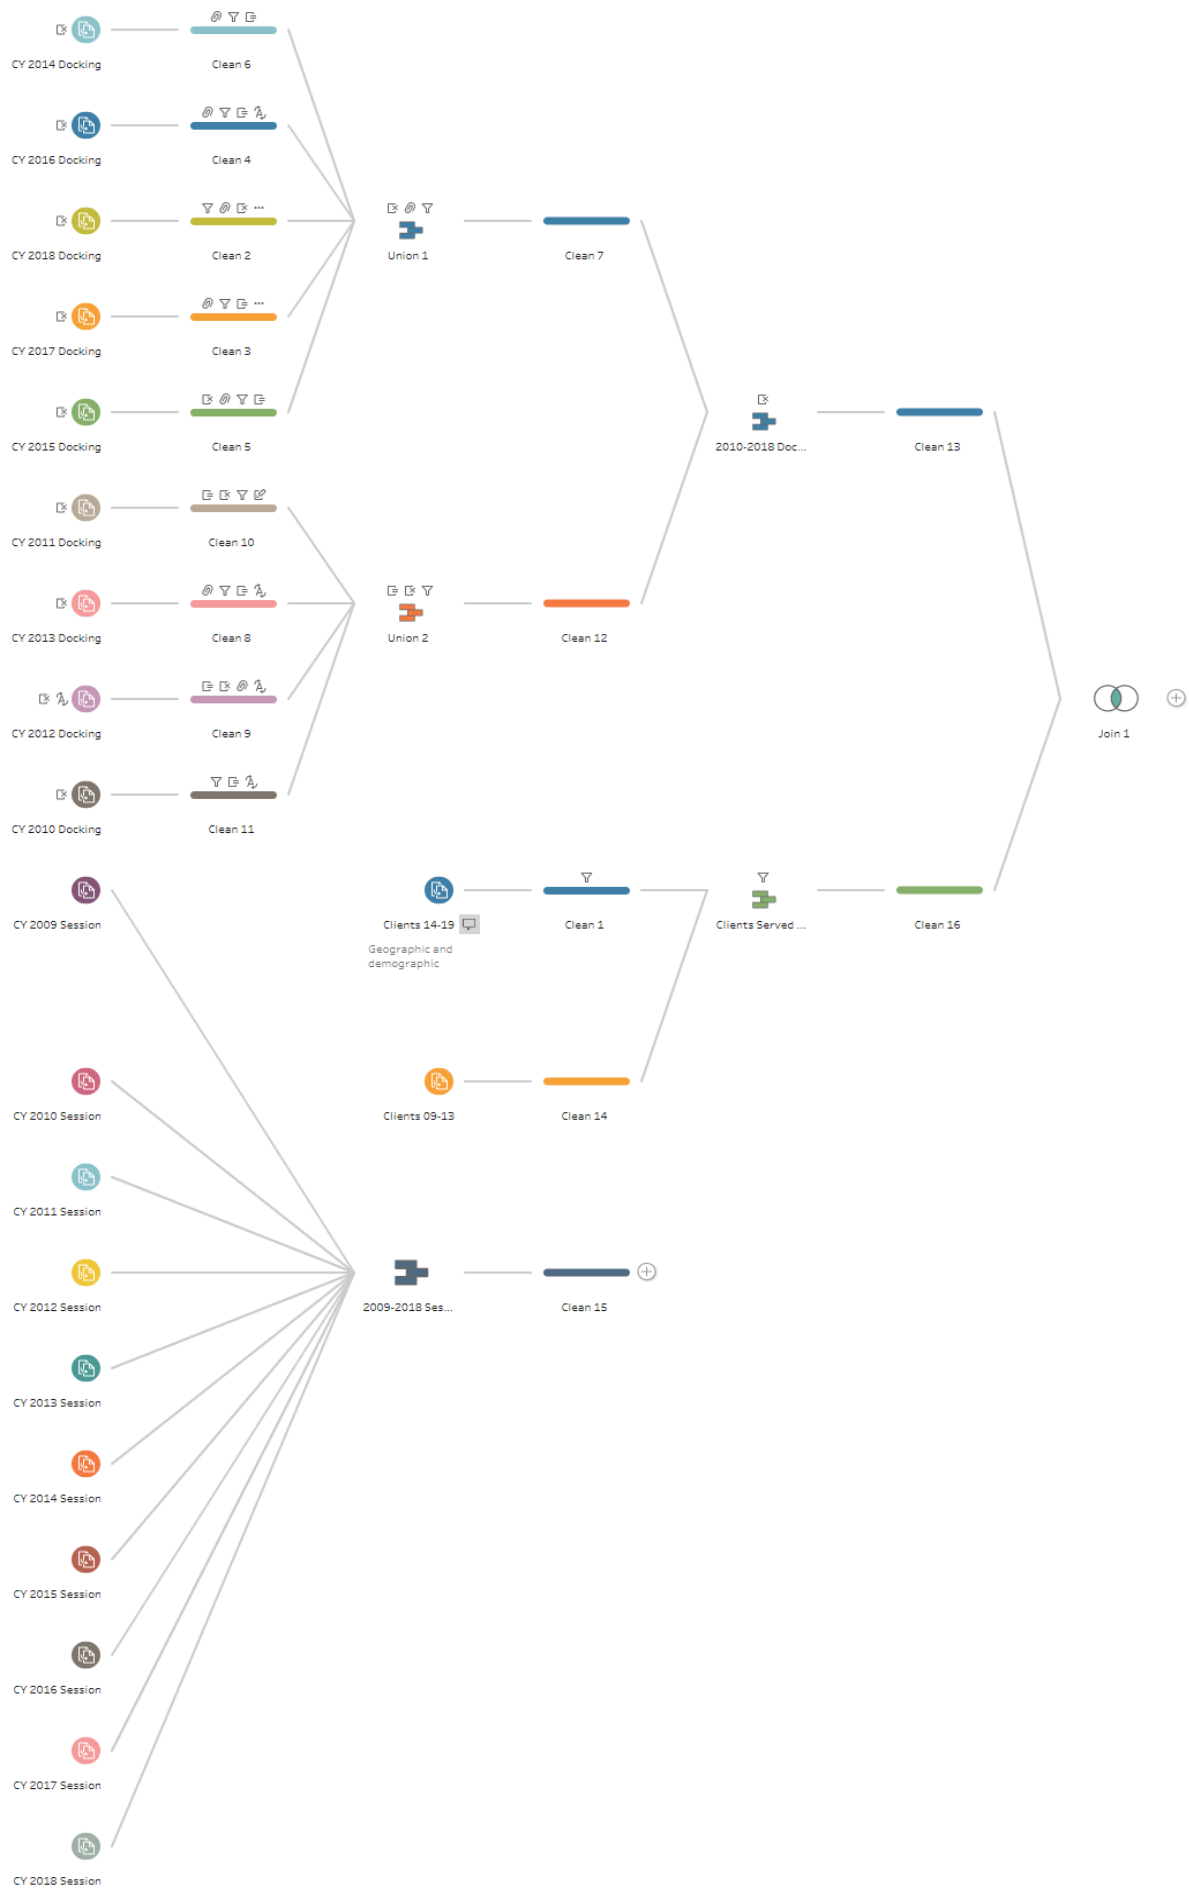 CY 2014 Docking
Clean 6
CY 2016 Docking
Clean 4
CY 2018 Docking
Clean 2
Union 1
Clean 7
CY 2017 Docking
Clean 3
CY 2015 Docking
Clean 5
2010-2018 Doc...
Clean 13
CY 2011 Docking
Clean 10
CY 2013 Docking
Clean 8
Union 2
Clean 12
CY 2012 Docking
Clean 9
Join 1
CY 2010 Docking
Clean 11
CY 2009 Session
Clients 14-19
Clean 1
Clients Served ...
Clean 16
Geographic and
demographic
CY 2010 Session
Clients 09-13
Clean 14
CY 2011 Session
CY 2012 Session
2009-2018 Ses...
Clean 15
CY 2013 Session
CY 2014 Session
CY 2015 Session
CY 2016 Session
CY 2017 Session
CY 2018 Session